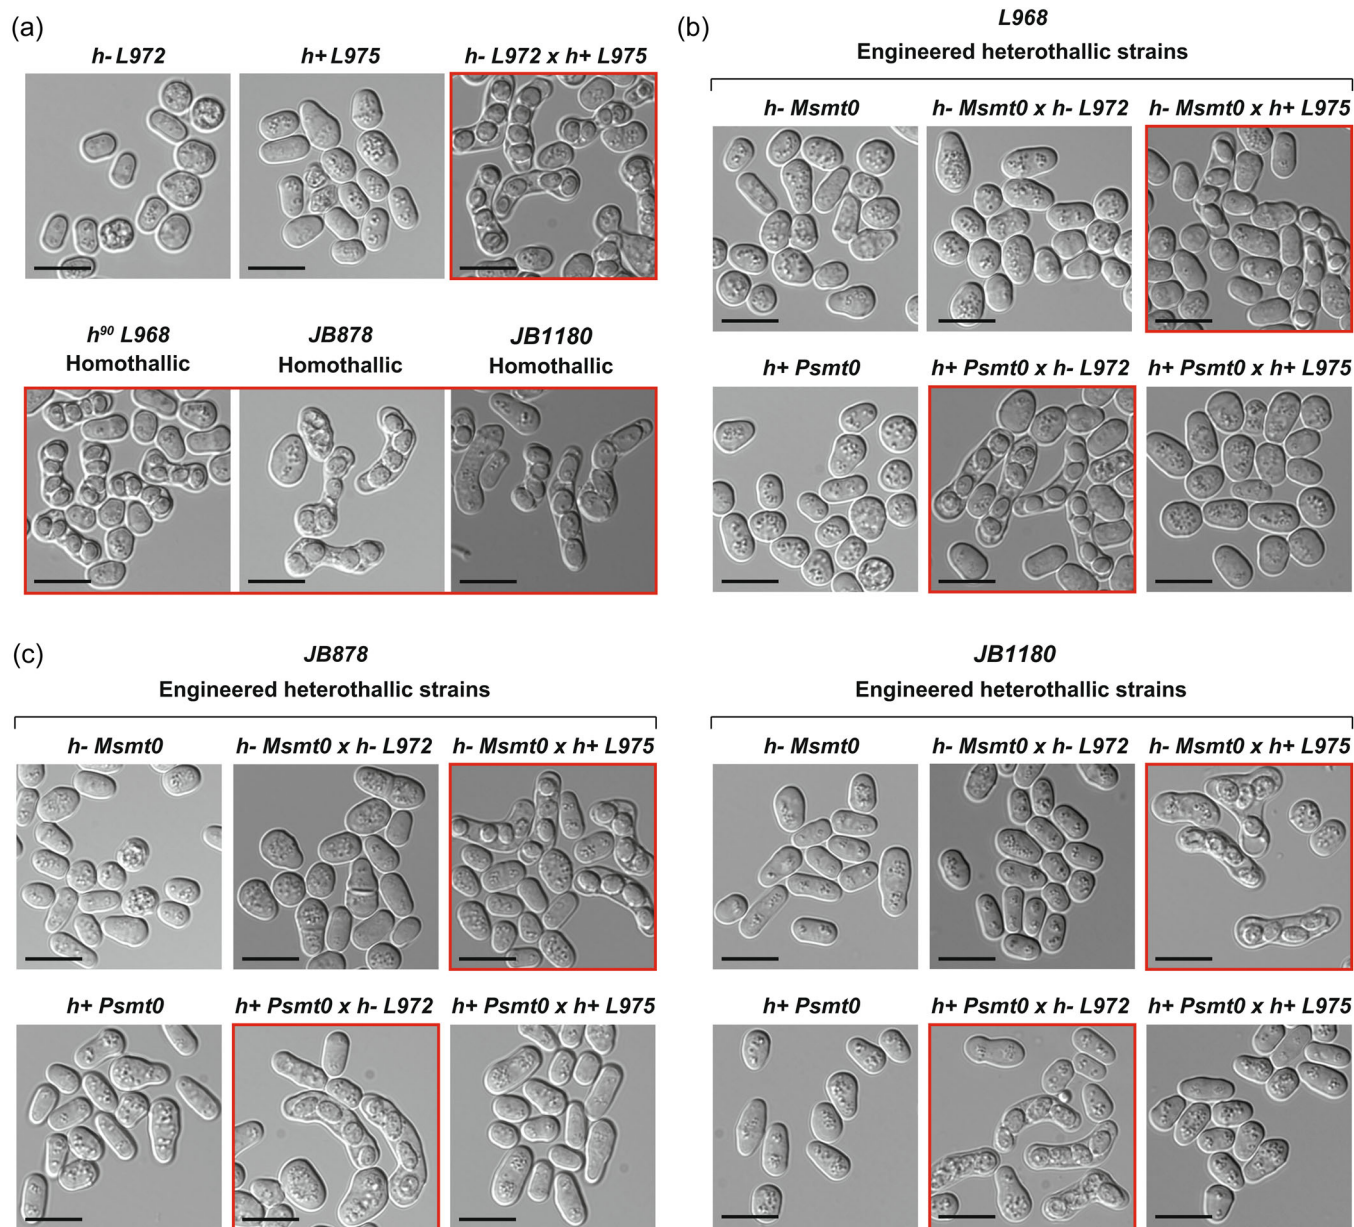 (a)
h- L972
h+ L975
h- L972 x h+ L975
h⁹⁰ L968
Homothallic
JB878
Homothallic
JB1180
Homothallic
(b)
L968
Engineered heterothallic strains
h- Msmt0
h- Msmt0 x h- L972
h- Msmt0 x h+ L975
h+ Psmt0
h+ Psmt0 x h- L972
h+ Psmt0 x h+ L975
(c)
JB878
Engineered heterothallic strains
h- Msmt0
h- Msmt0 x h- L972
h- Msmt0 x h+ L975
h+ Psmt0
h+ Psmt0 x h- L972
h+ Psmt0 x h+ L975
JB1180
Engineered heterothallic strains
h- Msmt0
h- Msmt0 x h- L972
h- Msmt0 x h+ L975
h+ Psmt0
h+ Psmt0 x h- L972
h+ Psmt0 x h+ L975